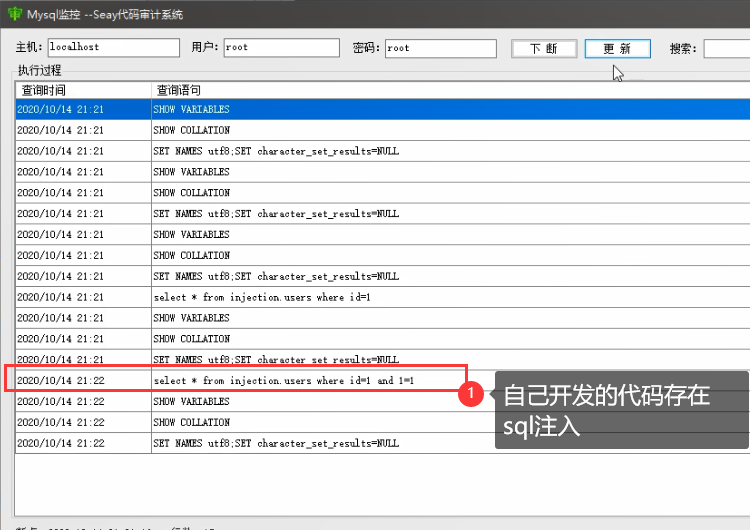 Mysql监控 --Seay代码审计系统
主机: localhost 用户: root 密码: root 下 断 更 新 搜索:
执行过程
查询时间 查询语句
2020/10/14 21:21 SHOW VARIABLES
2020/10/14 21:21 SHOW COLLATION
2020/10/14 21:21 SET NAMES utf8;SET character_set_results=NULL
2020/10/14 21:21 SHOW VARIABLES
2020/10/14 21:21 SHOW COLLATION
2020/10/14 21:21 SET NAMES utf8;SET character_set_results=NULL
2020/10/14 21:21 SHOW VARIABLES
2020/10/14 21:21 SHOW COLLATION
2020/10/14 21:21 SET NAMES utf8;SET character_set_results=NULL
2020/10/14 21:21 select * from injection.users where id=1
2020/10/14 21:21 SHOW VARIABLES
2020/10/14 21:21 SHOW COLLATION
2020/10/14 21:21 SET NAMES utf8;SET character_set_results=NULL
2020/10/14 21:22 select * from injection.users where id=1 and 1=1
2020/10/14 21:22 SHOW VARIABLES
2020/10/14 21:22 SHOW COLLATION
2020/10/14 21:22 SET NAMES utf8;SET character_set_results=NULL
1
自己开发的代码存在
sql注入